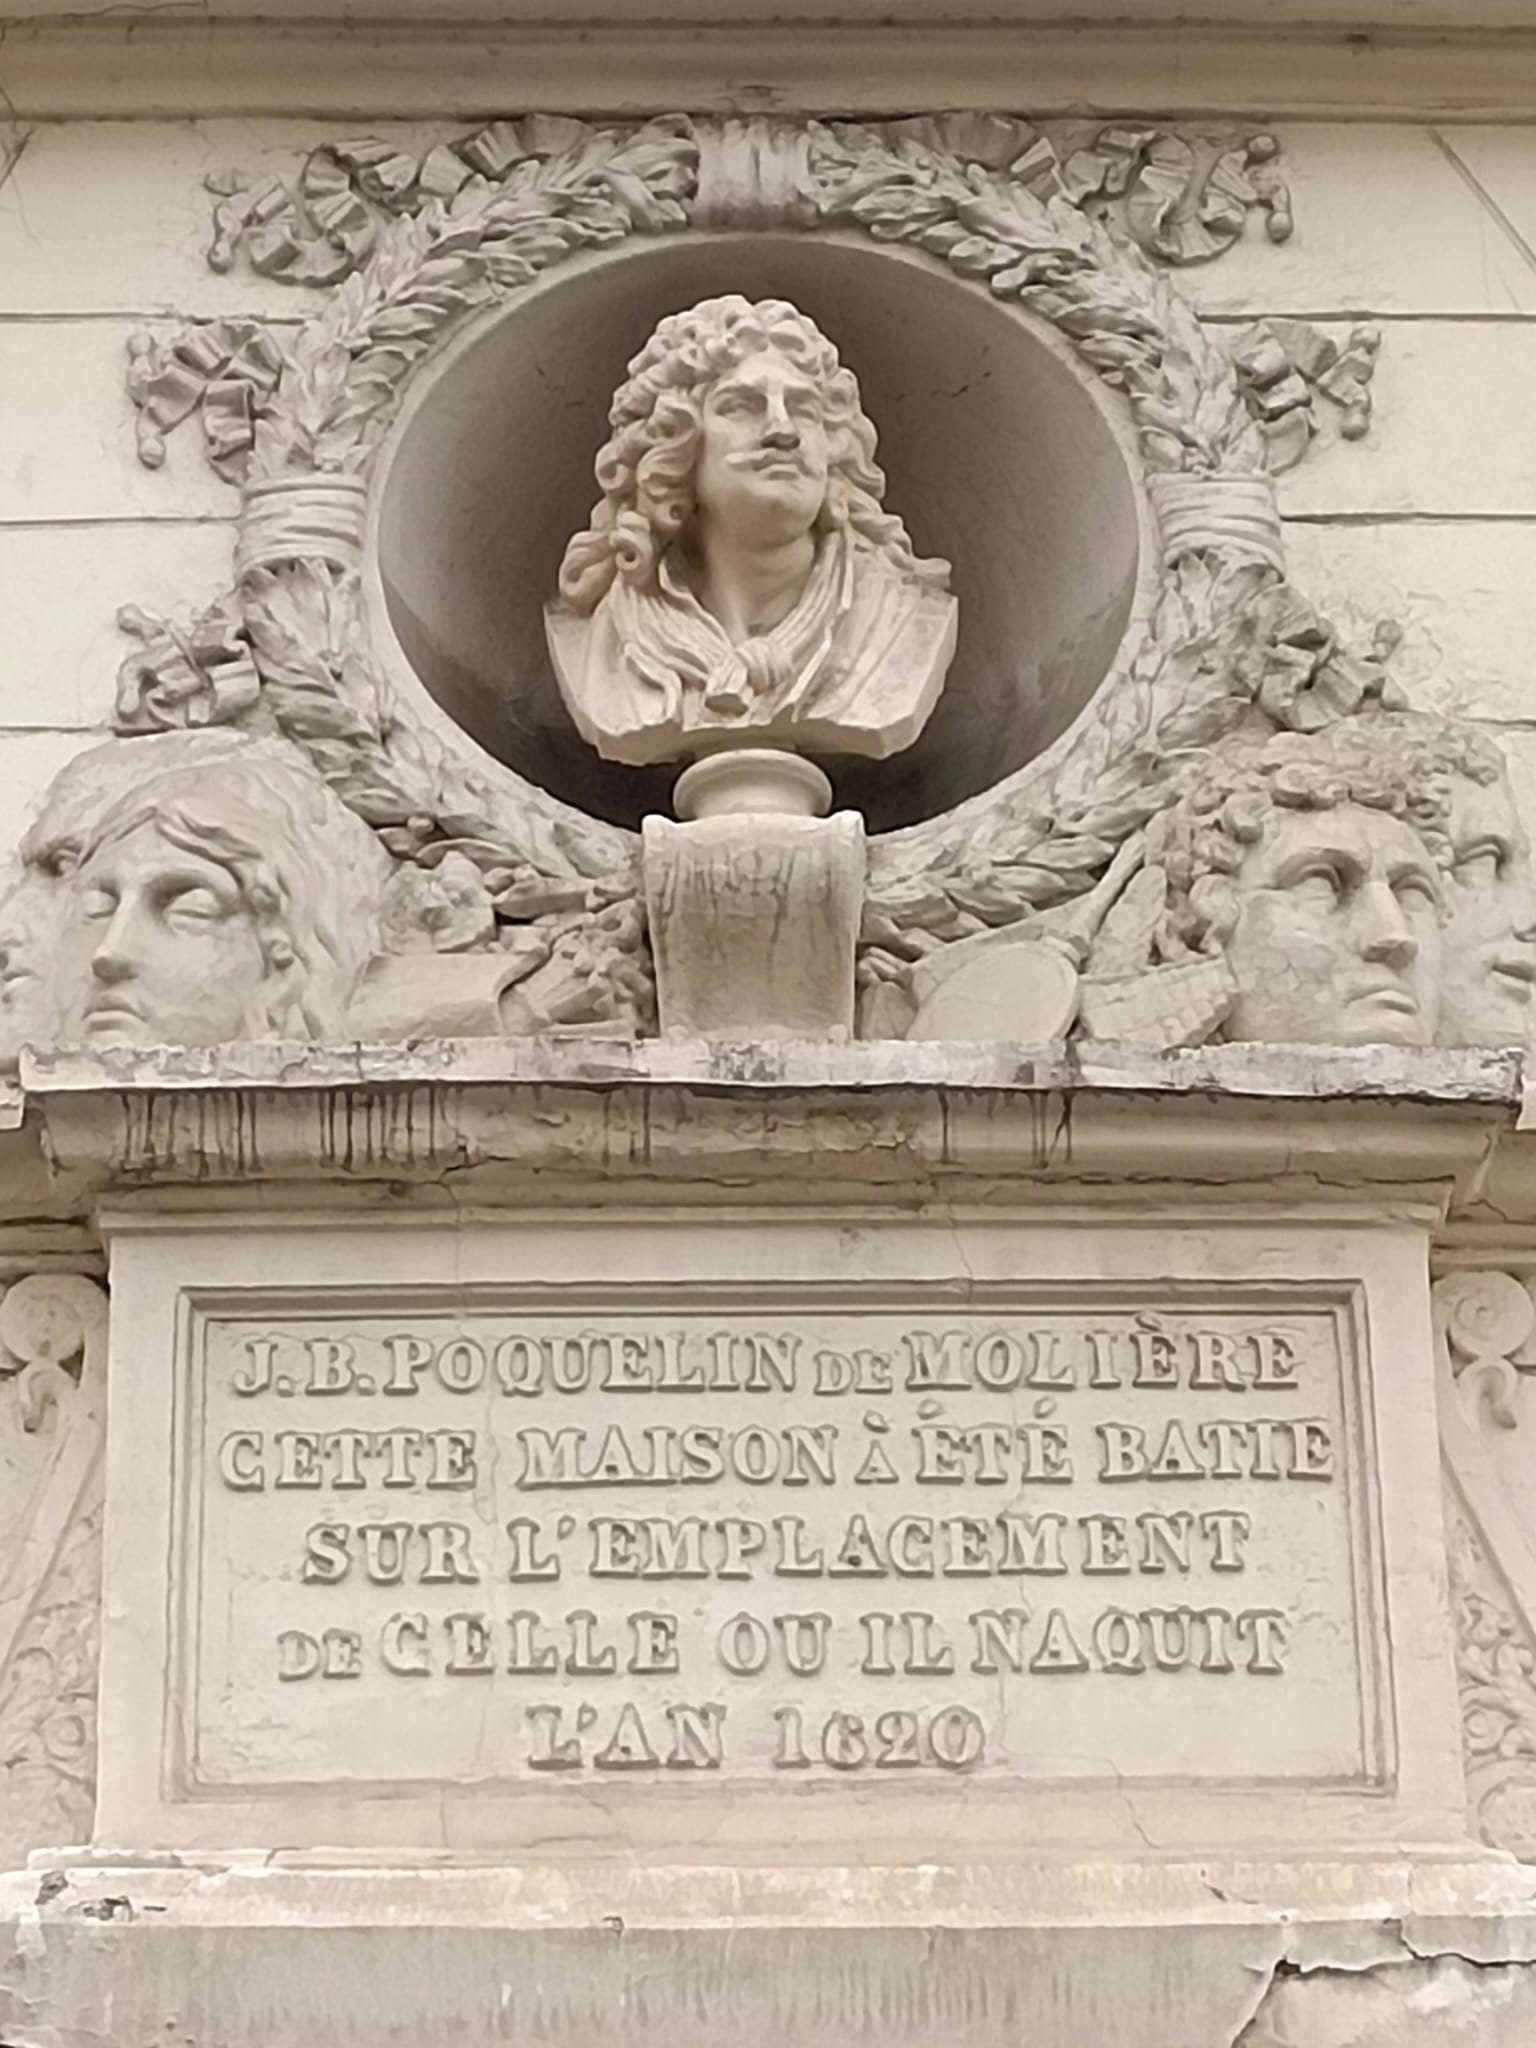 J.B.POQUELIN DE MOLIÈRE
CETTE MAISON À ÉTÉ BATIE
SUR L'EMPLACEMENT
DE CELLE OU IL NAQUIT
L'AN 1620